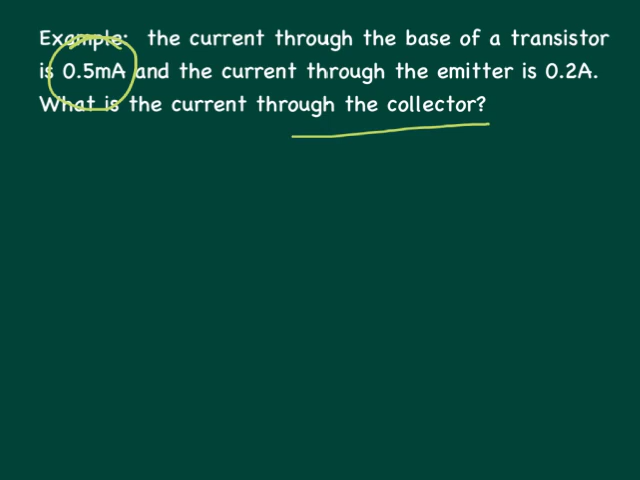 Example: the current through the base of a transistor
is 0.5mA and the current through the emitter is 0.2A.
What is the current through the collector?